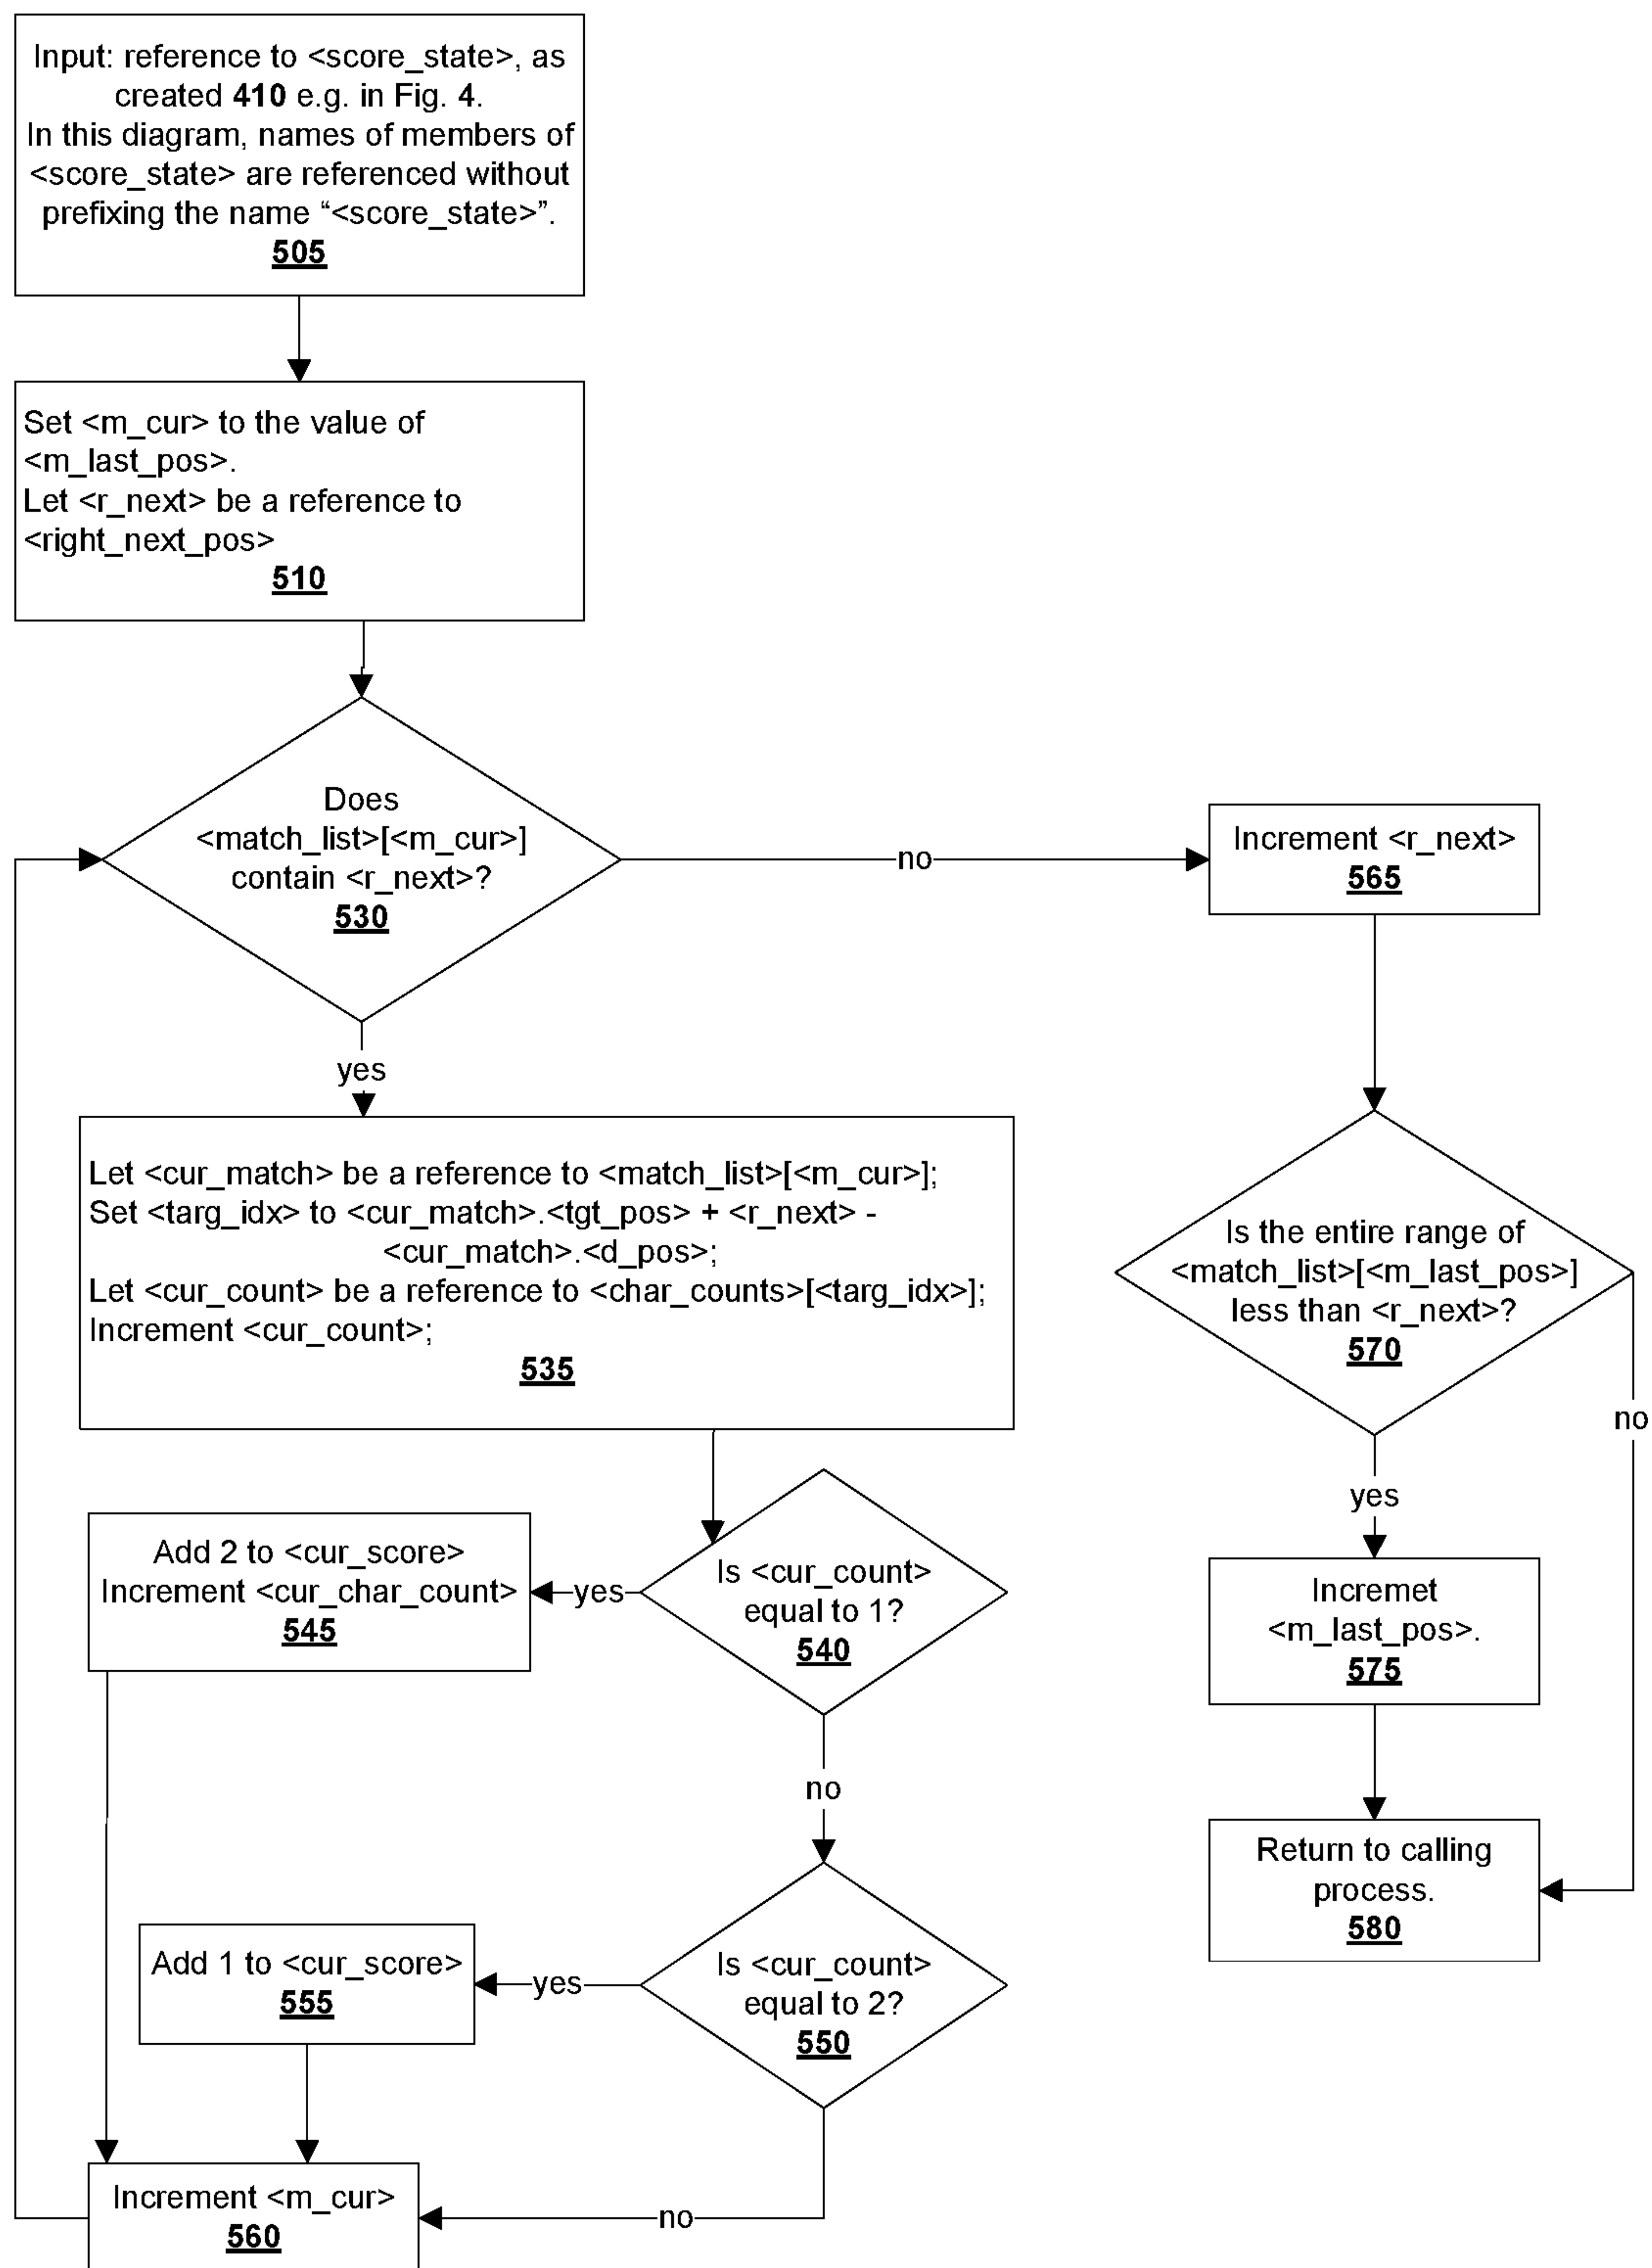 Input: reference to <score_state>, as
created 410 e.g. in Fig. 4.
In this diagram, names of members of
<score_state> are referenced without
prefixing the name “<score_state>”.
505
Set <m_cur> to the value of
<m_last_pos>.
Let <r_next> be a reference to
<right_next_pos>
510
Does
<match_list>[<m_cur>]
contain <r_next>?
530
no
Increment <r_next>
565
yes
Let <cur_match> be a reference to <match_list>[<m_cur>];
Set <targ_idx> to <cur_match>.<tgt_pos> + <r_next> -
<cur_match>.<d_pos>;
Let <cur_count> be a reference to <char_counts>[<targ_idx>];
Increment <cur_count>;
535
Is the entire range of
<match_list>[<m_last_pos>]
less than <r_next>?
570
no
yes
Add 2 to <cur_score>
Increment <cur_char_count>
545
yes
Is <cur_count>
equal to 1?
540
Incremet
<m_last_pos>.
575
no
Return to calling
process.
580
Add 1 to <cur_score>
555
yes
Is <cur_count>
equal to 2?
550
Increment <m_cur>
560
no